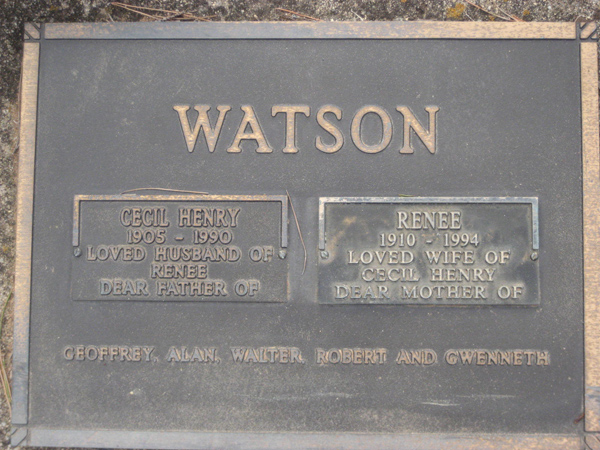 WATSON
CECIL HENRY
1905 - 1990
LOVED HUSBAND OF
RENEE
DEAR FATHER OF
RENEE
1910 - 1994
LOVED WIFE OF
CECIL HENRY
DEAR MOTHER OF
GEOFFREY, ALAN, WALTER, ROBERT AND GWENNETH